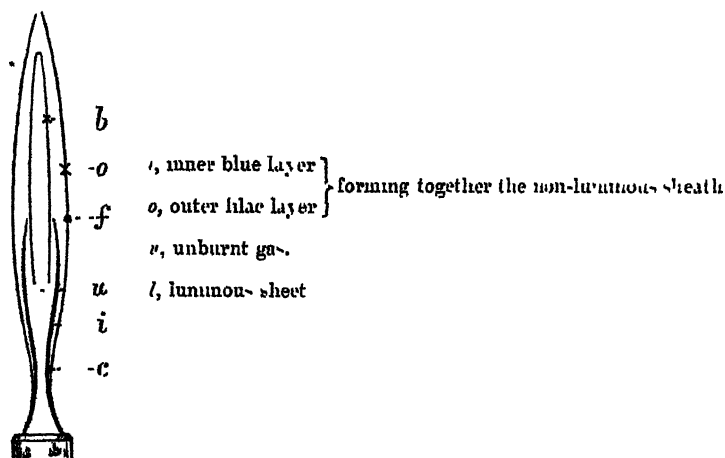 b
o
f
u
i
c
i, inner blue layer
o, outer lilac layer
forming together the non-luminous sheath
u, unburnt gas.
l, luminous sheet